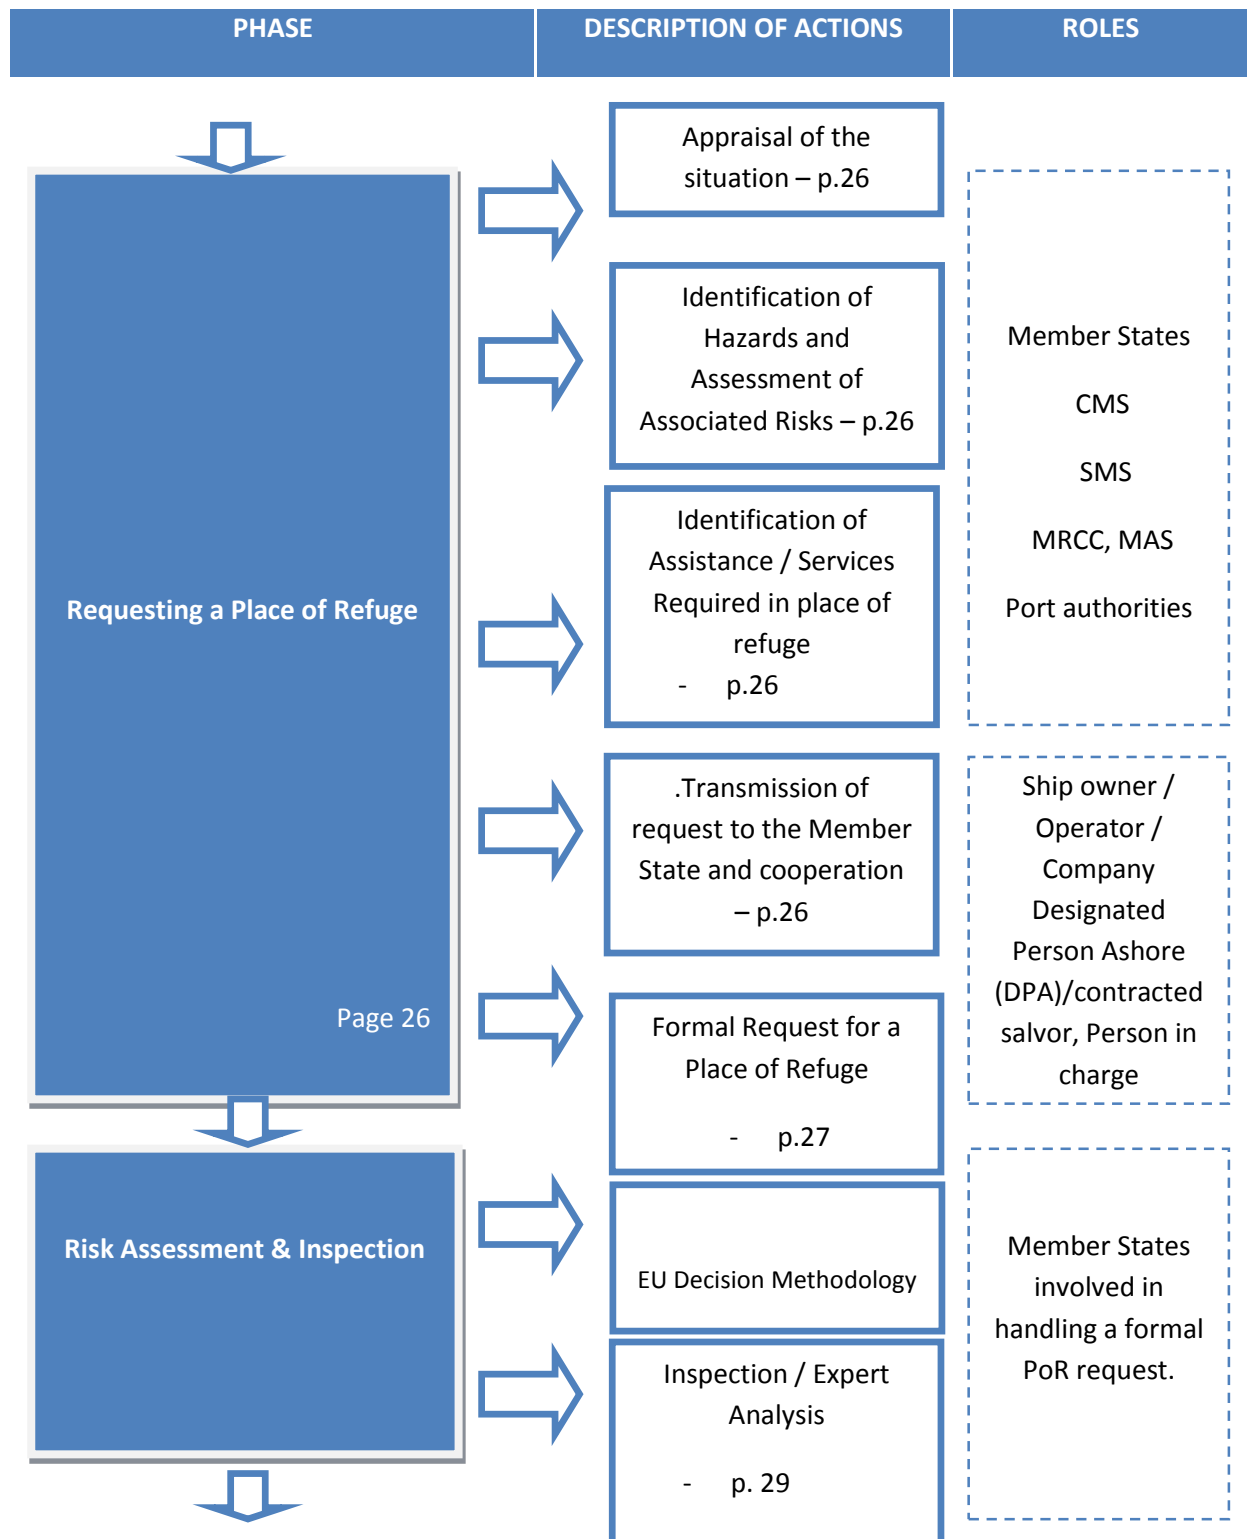 PHASE
DESCRIPTION OF ACTIONS
ROLES
Requesting a Place of Refuge
Page 26
Appraisal of the
situation – p.26
Identification of
Hazards and
Assessment of
Associated Risks – p.26
Identification of
Assistance / Services
Required in place of
refuge
- p.26
.Transmission of
request to the Member
State and cooperation
– p.26
Formal Request for a
Place of Refuge
- p.27
Member States
CMS
SMS
MRCC, MAS
Port authorities
Ship owner /
Operator /
Company
Designated
Person Ashore
(DPA)/contracted
salvor, Person in
charge
Risk Assessment & Inspection
EU Decision Methodology
Inspection / Expert
Analysis
- p. 29
Member States
involved in
handling a formal
PoR request.